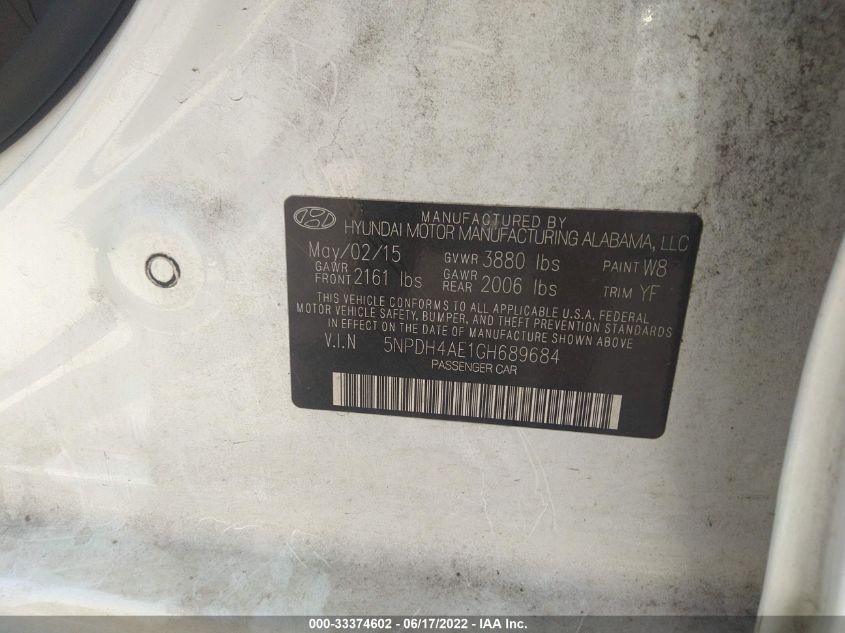 MANUFACTURED BY
HYUNDAI MOTOR MANUFACTURING ALABAMA, LLC
May/02/15 GVWR 3880 lbs PAINT W8
GAWR FRONT 2161 lbs GAWR REAR 2006 lbs TRIM YF
THIS VEHICLE CONFORMS TO ALL APPLICABLE U.S.A. FEDERAL
MOTOR VEHICLE SAFETY, BUMPER, AND THEFT PREVENTION STANDARDS
IN EFFECT ON THE DATE OF MANUFACTURE SHOWN ABOVE
V.I.N 5NPDH4AE1GH689684
PASSENGER CAR
000-33374602 - 06/17/2022 - IAA Inc.